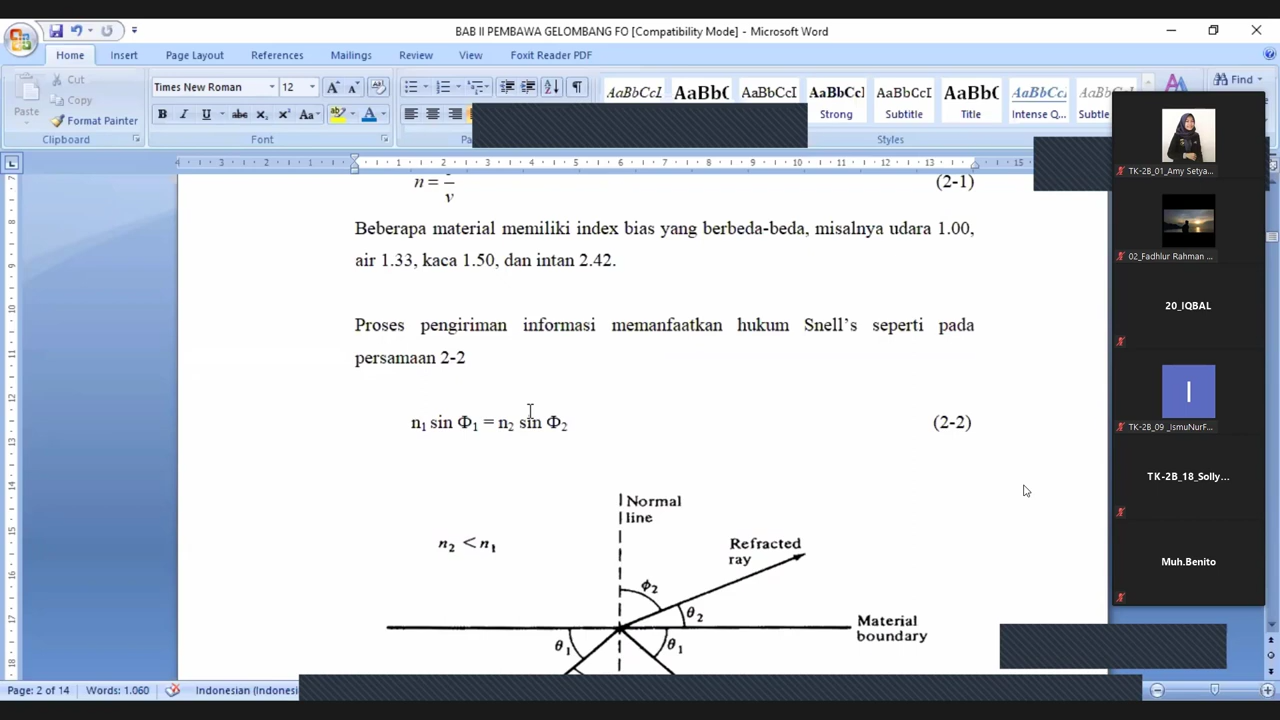 BAB II PEMBAWA GELOMBANG FO [Compatibility Mode] - Microsoft Word
Home Insert Page Layout References Mailings Review View Foxit Reader PDF
Paste
Cut
Copy
Format Painter
Clipboard
Times New Roman 12
Font
AaBbCcI AaBbC AaBbCcI AaBbCcI AaBbCcI AaBbC AaBbCcI AaBbCcI
Strong Subtitle Title Intense Q... Subtle
Styles
Find
n = v (2-1)
Beberapa material memiliki index bias yang berbeda-beda, misalnya udara 1.00,
air 1.33, kaca 1.50, dan intan 2.42.
Proses pengiriman informasi memanfaatkan hukum Snell’s seperti pada
persamaan 2-2
n₁ sin Φ₁ = n₂ sin Φ₂ (2-2)
Normal
line
n₂ < n₁
Refracted
ray
ϕ₂
θ₂
Material
boundary
θ₁ θ₁
TK-2B_01_Amy Setya...
02_Fadhlur Rahman ...
20_IQBAL
I
TK-2B_09 _IsmuNurF...
TK-2B_18_Solly...
Muh.Benito
Page: 2 of 14 Words: 1.060 Indonesian (Indonesi